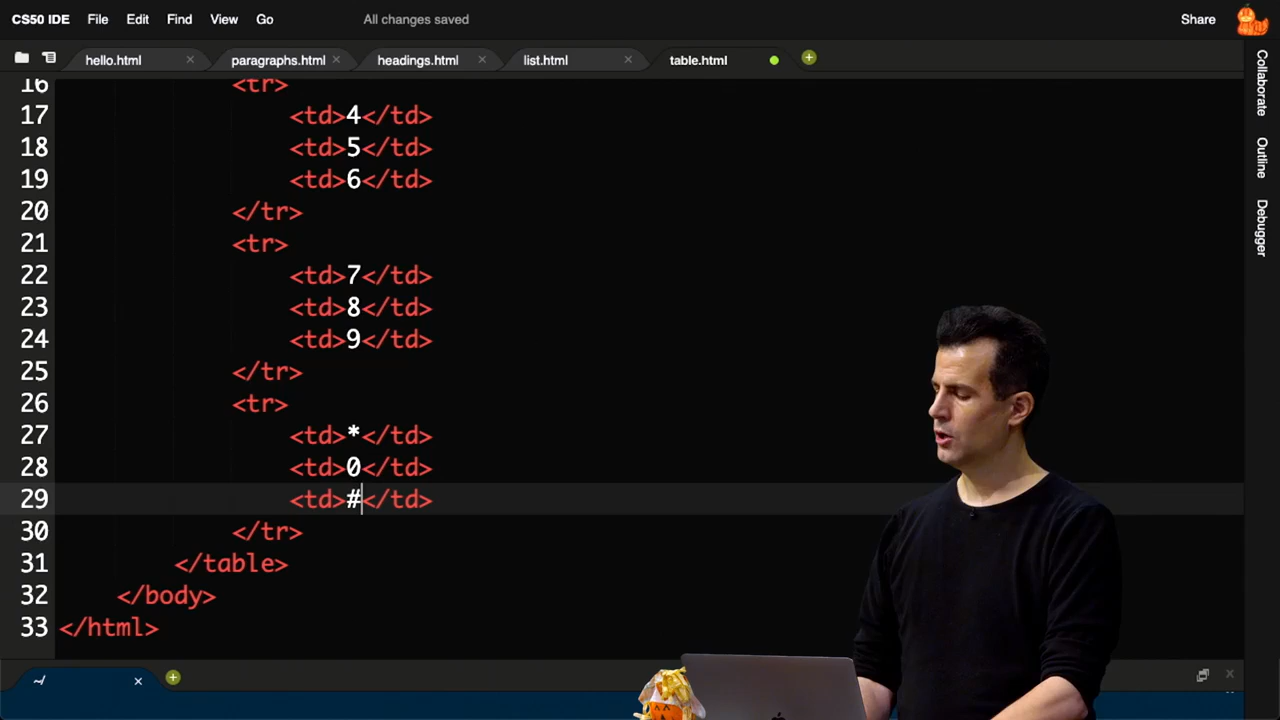 CS50 IDE File Edit Find View Go All changes saved Share
hello.html paragraphs.html headings.html list.html table.html
16 <tr>
17 <td>4</td>
18 <td>5</td>
19 <td>6</td>
20 </tr>
21 <tr>
22 <td>7</td>
23 <td>8</td>
24 <td>9</td>
25 </tr>
26 <tr>
27 <td>*</td>
28 <td>0</td>
29 <td>#</td>
30 </tr>
31 </table>
32 </body>
33 </html>
Collaborate
Outline
Debugger